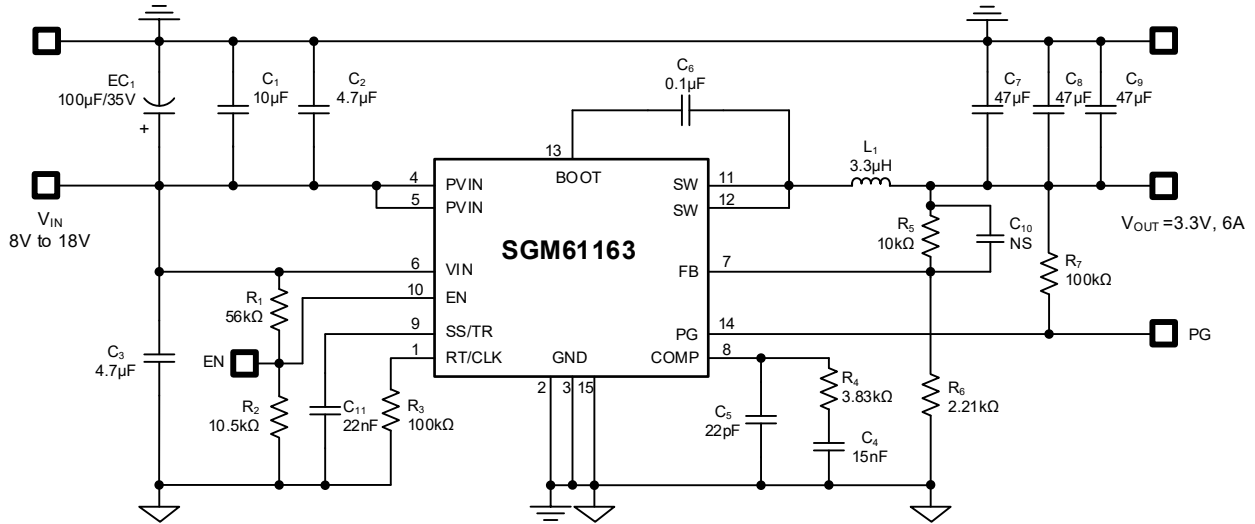 EC1
100µF/35V
+
C1
10µF
C2
4.7µF
C6
0.1µF
C7
47µF
C8
47µF
C9
47µF
VIN
8V to 18V
13
BOOT
4
PVIN
5
PVIN
SW
11
SW
12
L1
3.3µH
VOUT =3.3V, 6A
SGM61163
R5
10kΩ
C10
NS
6
VIN
FB
7
R7
100kΩ
10
EN
R1
56kΩ
9
SS/TR
PG
14
PG
1
RT/CLK
GND
COMP
8
EN
C3
4.7µF
2
3
15
R2
10.5kΩ
C11
22nF
R3
100kΩ
C5
22pF
R4
3.83kΩ
C4
15nF
R6
2.21kΩ